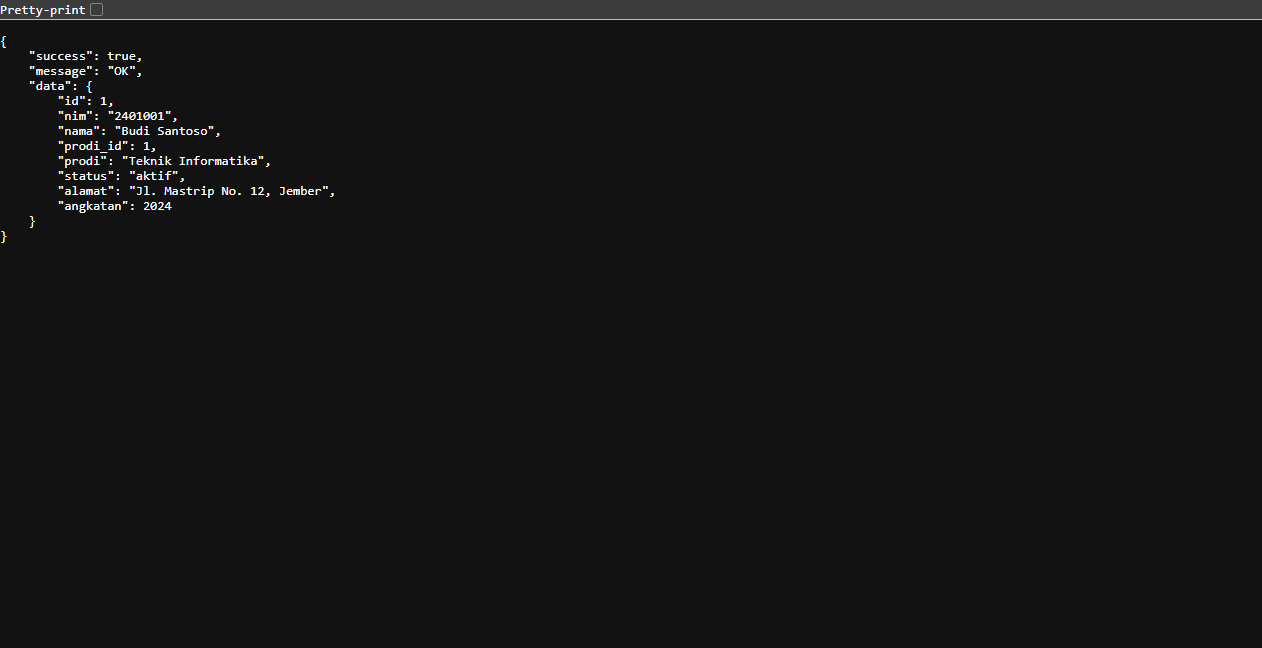 Pretty-print
{
    "success": true,
    "message": "OK",
    "data": {
        "id": 1,
        "nim": "2401001",
        "nama": "Budi Santoso",
        "prodi_id": 1,
        "prodi": "Teknik Informatika",
        "status": "aktif",
        "alamat": "Jl. Mastrip No. 12, Jember",
        "angkatan": 2024
    }
}